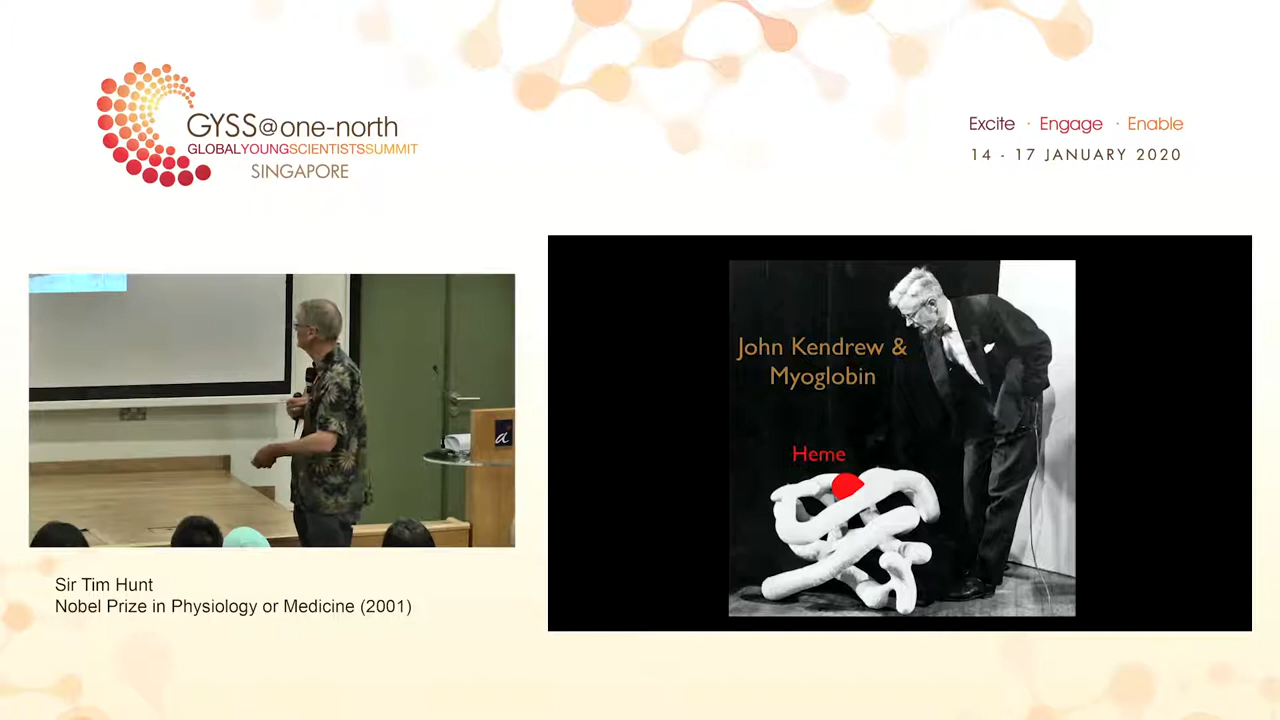 GYSS@one-north
GLOBALYOUNGSCIENTISTSSUMMIT
SINGAPORE
Excite · Engage · Enable
14 - 17 JANUARY 2020
John Kendrew &
Myoglobin
Heme
Sir Tim Hunt
Nobel Prize in Physiology or Medicine (2001)